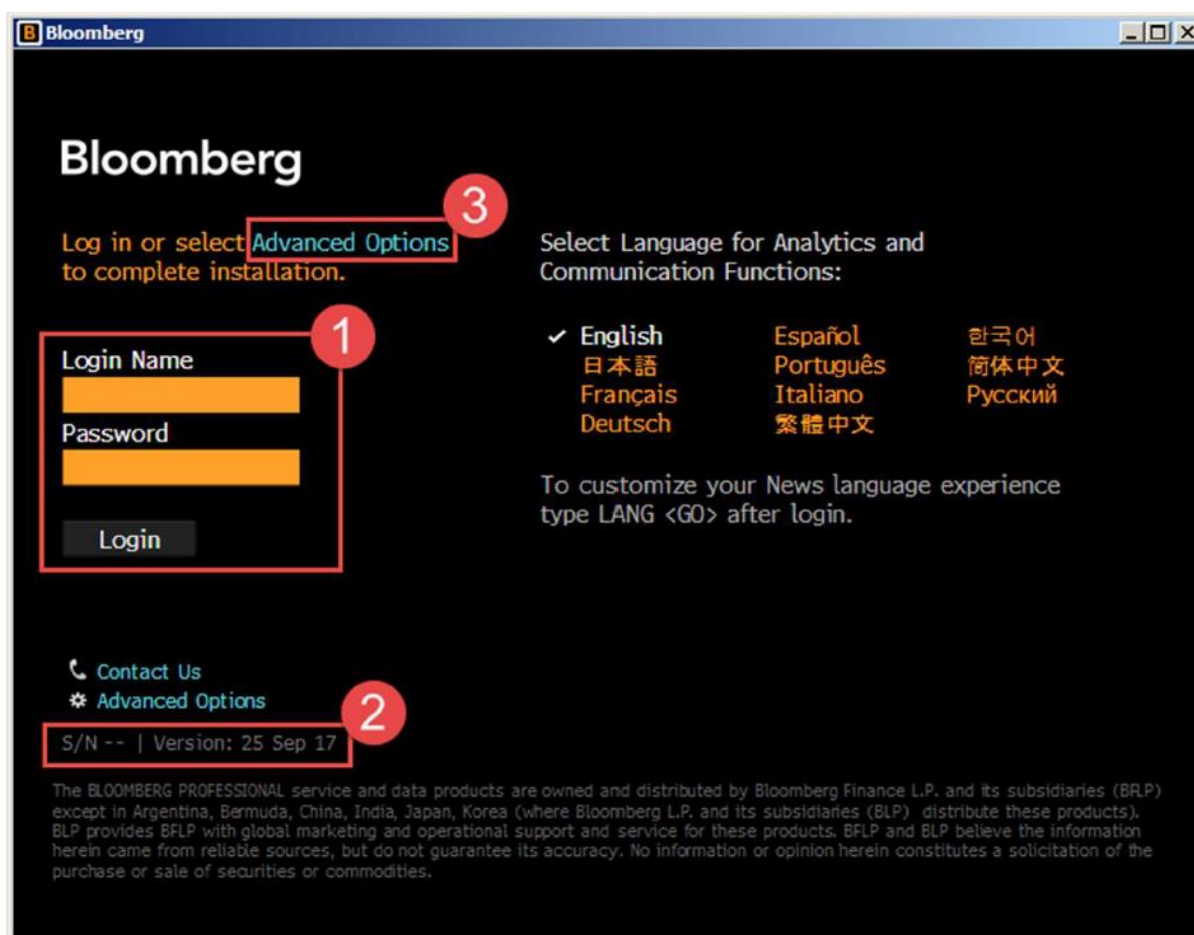 Bloomberg
Bloomberg
3
Log in or select Advanced Options
to complete installation.
1
Login Name
Password
Login
Select Language for Analytics and
Communication Functions:
✓ English Español 한국어
日本語 Português 简体中文
Français Italiano Русский
Deutsch 繁體中文
To customize your News language experience
type LANG <GO> after login.
Contact Us
Advanced Options
2
S/N -- | Version: 25 Sep 17
The BLOOMBERG PROFESSIONAL service and data products are owned and distributed by Bloomberg Finance L.P. and its subsidiaries (BFLP)
except in Argentina, Bermuda, China, India, Japan, Korea (where Bloomberg L.P. and its subsidiaries (BLP) distribute these products).
BLP provides BFLP with global marketing and operational support and service for these products. BFLP and BLP believe the information
herein came from reliable sources, but do not guarantee its accuracy. No information or opinion herein constitutes a solicitation of the
purchase or sale of securities or commodities.